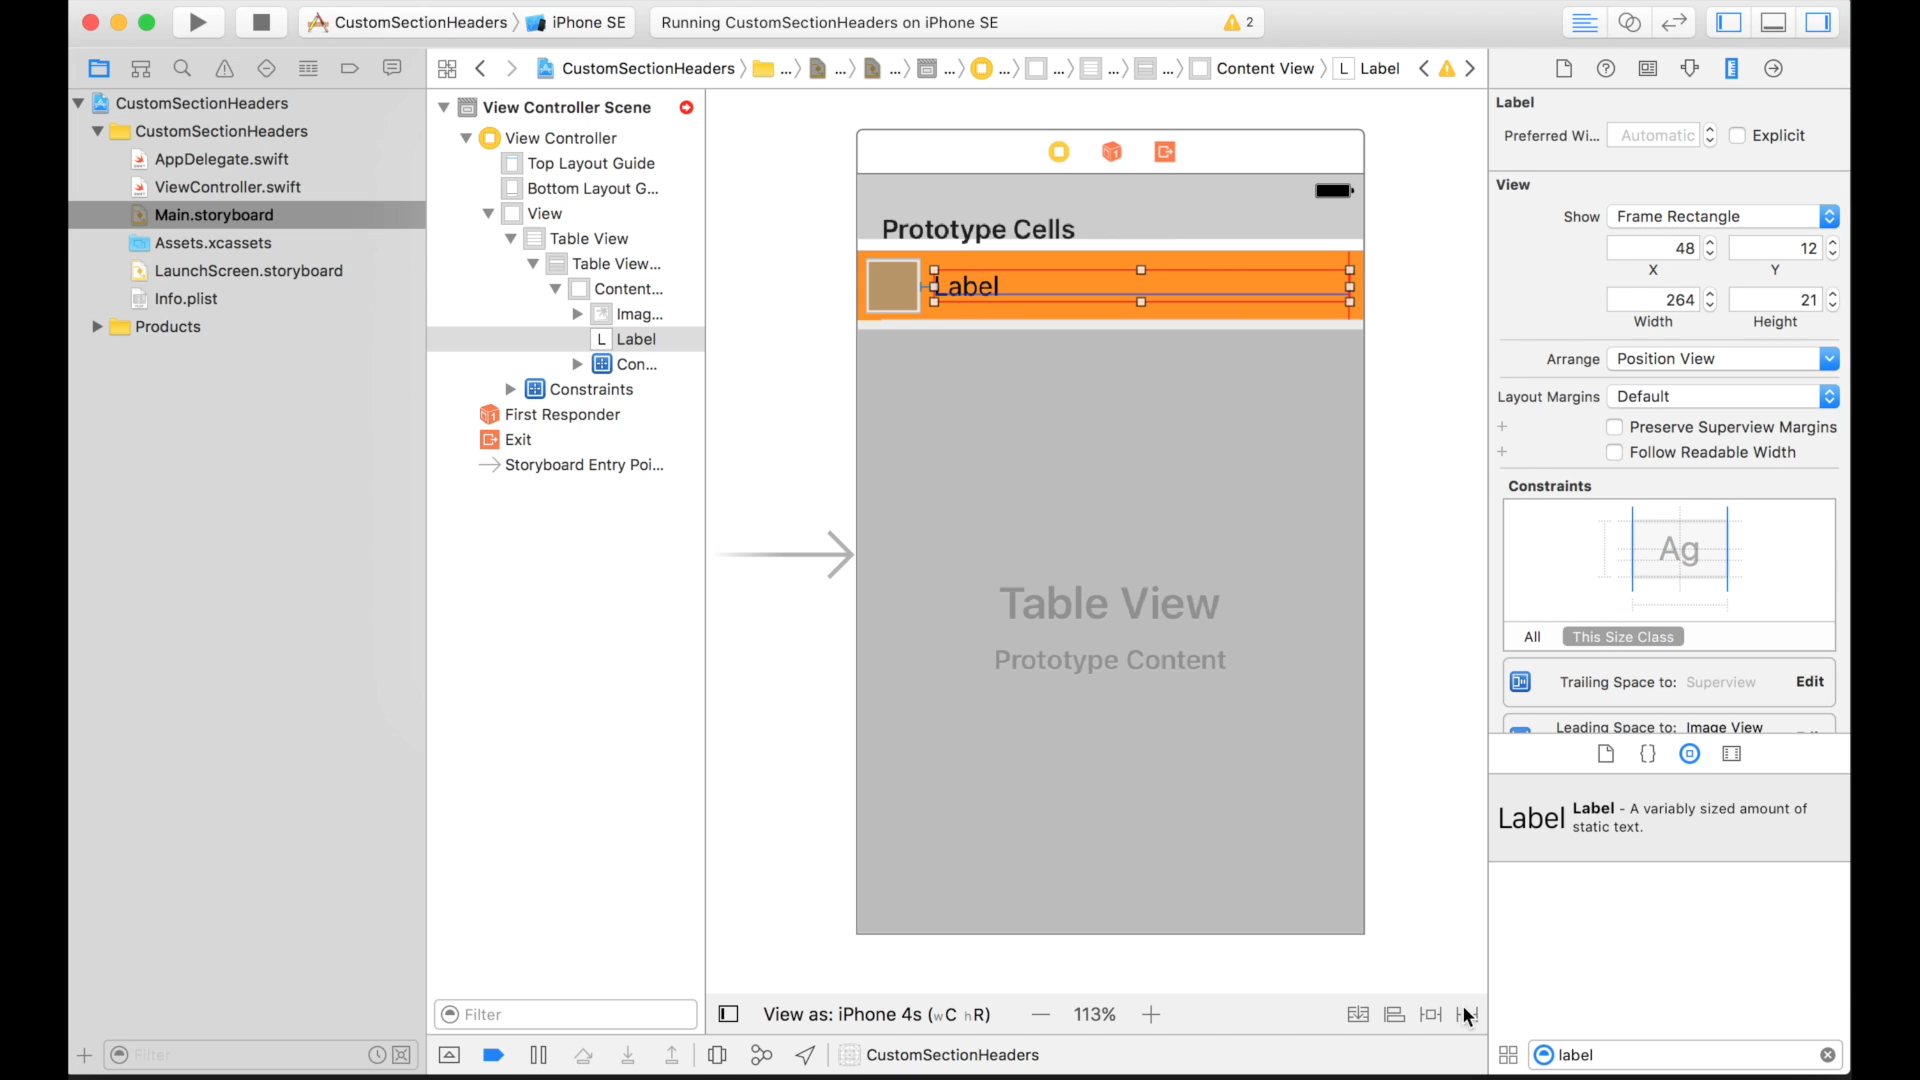 CustomSectionHeaders
iPhone SE
Running CustomSectionHeaders on iPhone SE
2
CustomSectionHeaders
...
...
...
...
...
...
...
...
Content View
L Label
CustomSectionHeaders
CustomSectionHeaders
AppDelegate.swift
ViewController.swift
Main.storyboard
Assets.xcassets
LaunchScreen.storyboard
Info.plist
Products
Filter
View Controller Scene
View Controller
Top Layout Guide
Bottom Layout G...
View
Table View
Table View...
Content...
Imag...
L Label
Con...
Constraints
First Responder
Exit
Storyboard Entry Poi...
Filter
Prototype Cells
Label
Table View
Prototype Content
View as: iPhone 4s (wC hR)
113%
CustomSectionHeaders
Label
Preferred Wi... Automatic Explicit
View
Show Frame Rectangle
48 12
X Y
264 21
Width Height
Arrange Position View
Layout Margins Default
Preserve Superview Margins
Follow Readable Width
Constraints
Ag
All This Size Class
Trailing Space to: Superview Edit
Leading Space to: Image View
Label Label - A variably sized amount of
static text.
label